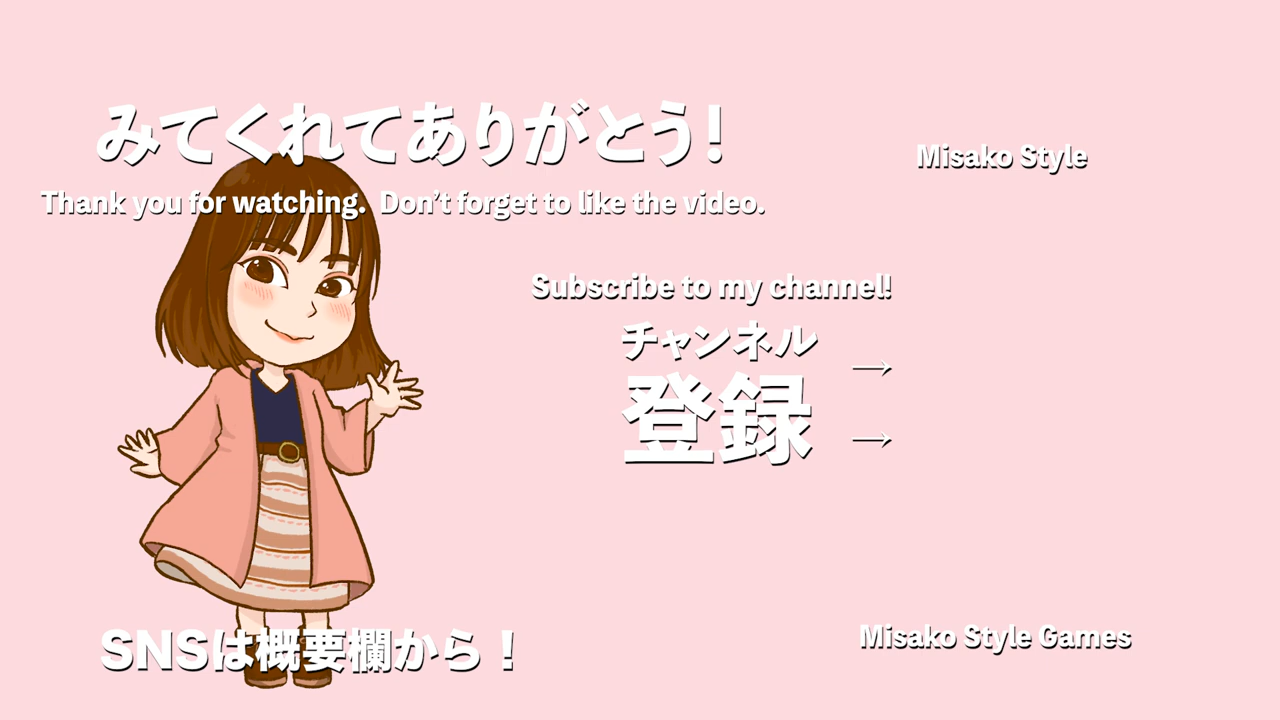 みてくれてありがとう!
Thank you for watching. Don't forget to like the video.
Misako Style
Subscribe to my channel!
チャンネル
登録
→
→
SNSは概要欄から！
Misako Style Games